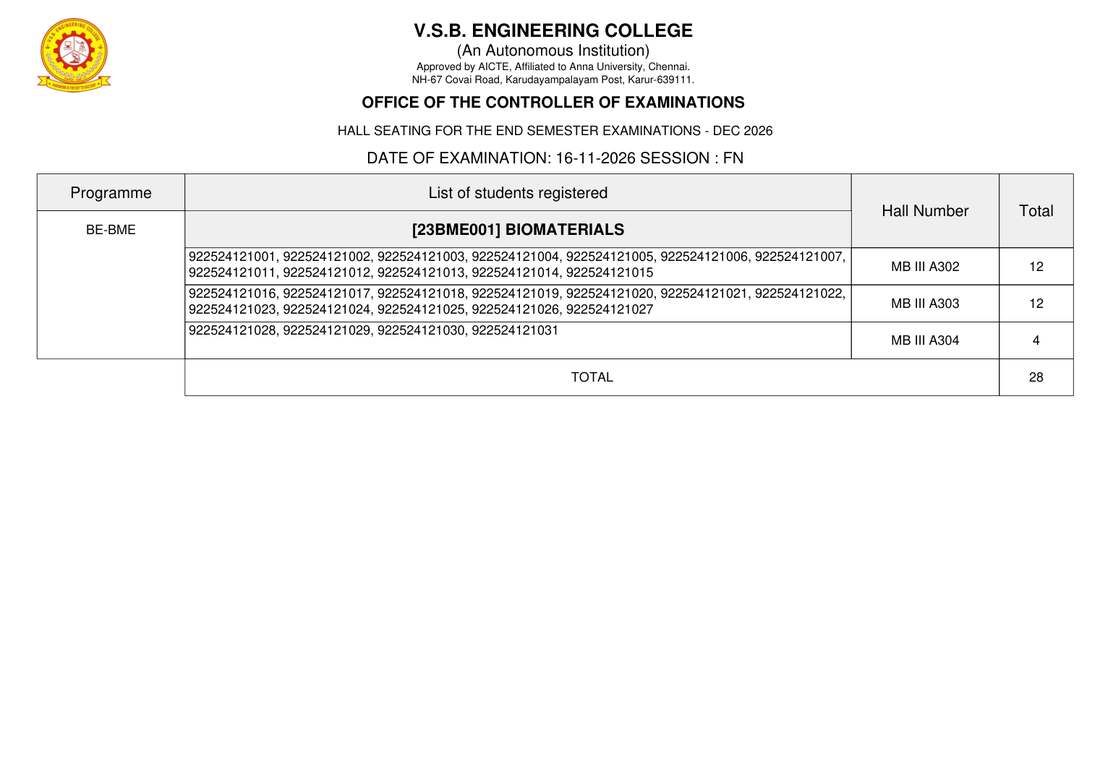 V.S.B. ENGINEERING COLLEGE
(An Autonomous Institution)
Approved by AICTE, Affiliated to Anna University, Chennai.
NH-67 Covai Road, Karudayampalayam Post, Karur-639111.
OFFICE OF THE CONTROLLER OF EXAMINATIONS
HALL SEATING FOR THE END SEMESTER EXAMINATIONS - DEC 2026
DATE OF EXAMINATION: 16-11-2026 SESSION : FN
Programme List of students registered Hall Number Total
BE-BME [23BME001] BIOMATERIALS
922524121001, 922524121002, 922524121003, 922524121004, 922524121005, 922524121006, 922524121007,
922524121011, 922524121012, 922524121013, 922524121014, 922524121015 MB III A302 12
922524121016, 922524121017, 922524121018, 922524121019, 922524121020, 922524121021, 922524121022,
922524121023, 922524121024, 922524121025, 922524121026, 922524121027 MB III A303 12
922524121028, 922524121029, 922524121030, 922524121031 MB III A304 4
TOTAL 28